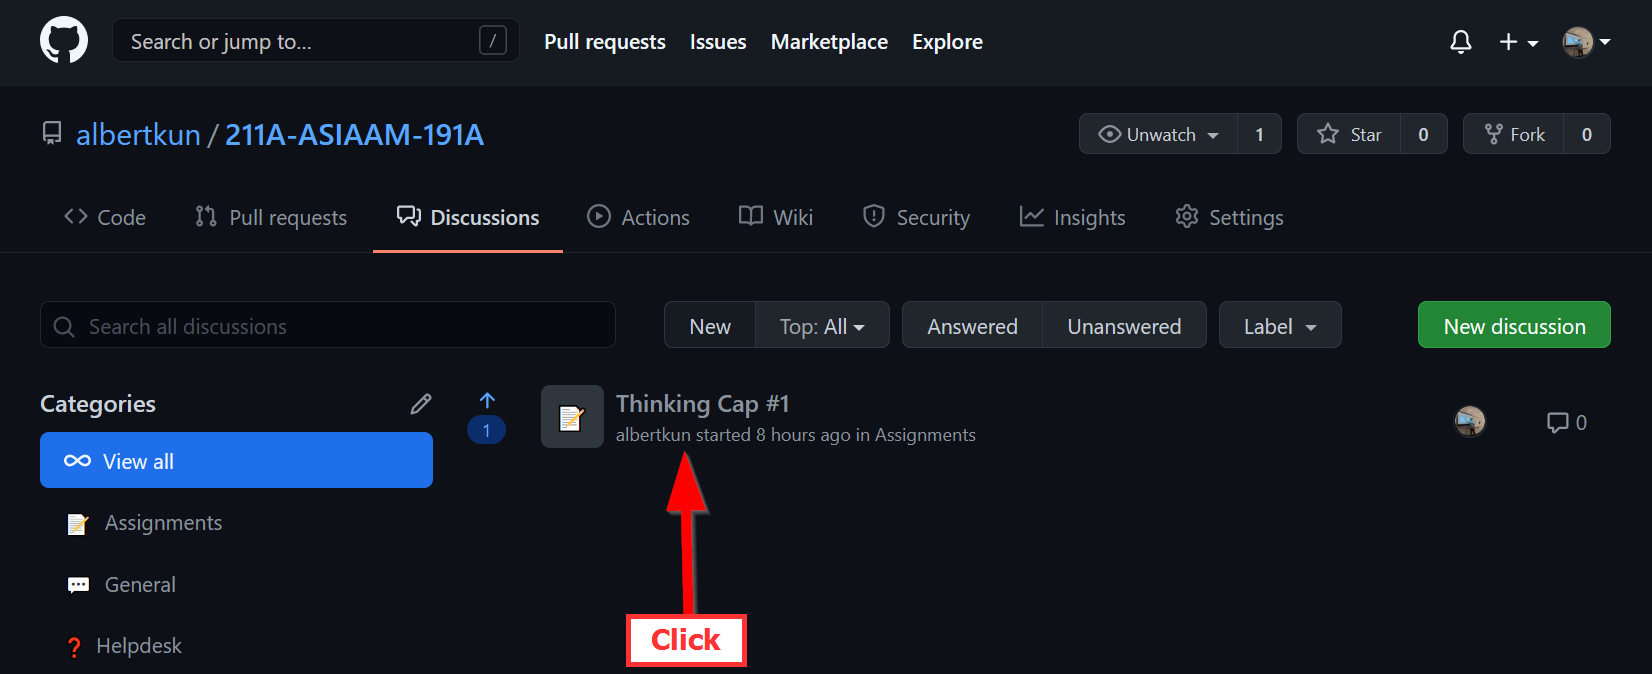 Search or jump to... / Pull requests Issues Marketplace Explore
albertkun / 211A-ASIAAM-191A Unwatch 1 Star 0 Fork 0
Code Pull requests Discussions Actions Wiki Security Insights Settings
Search all discussions New Top: All Answered Unanswered Label New discussion
Categories 1 Thinking Cap #1 0
albertkun started 8 hours ago in Assignments
View all
Assignments
General
Helpdesk
Click